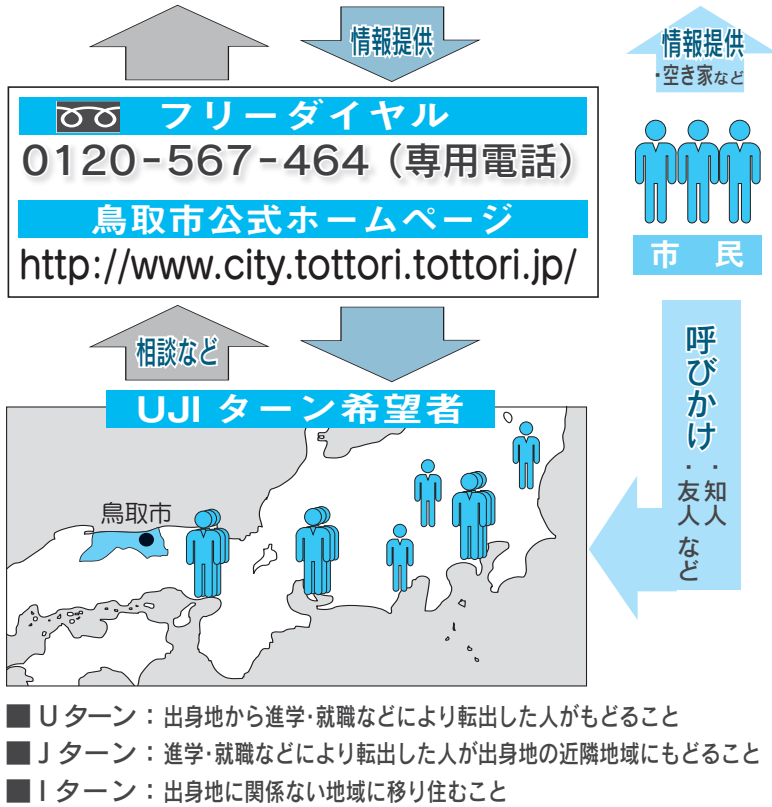 情報提供
情報提供
・空き家など
フリーダイヤル
0120-567-464（専用電話）
鳥取市公式ホームページ
http://www.city.tottori.tottori.jp/
市民
相談など
呼びかけ
・知人
・友人など
UJIターン希望者
鳥取市
■Uターン：出身地から進学・就職などにより転出した人がもどること
■Jターン：進学・就職などにより転出した人が出身地の近隣地域にもどること
■Iターン：出身地に関係ない地域に移り住むこと